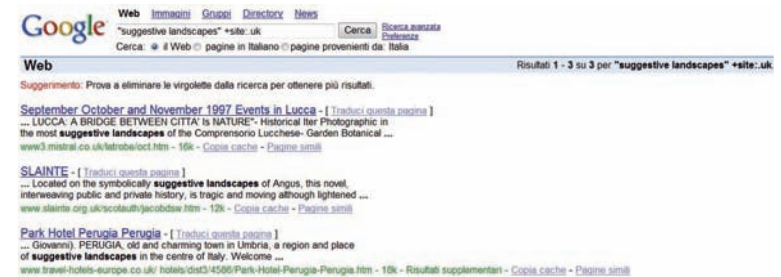 Google
Web Immagini Gruppi Directory News
"suggestive landscapes" +site:.uk Cerca Ricerca avanzata
Preferenze
Cerca: il Web pagine in Italiano pagine provenienti da: Italia
Web Risultati 1 - 3 su 3 per "suggestive landscapes" +site:.uk.
Suggerimento: Prova a eliminare le virgolette dalla ricerca per ottenere più risultati.
September October and November 1997 Events in Lucca - [ Traduci questa pagina ]
... LUCCA: A BRIDGE BETWEEN CITTA' Is NATURE"- Historical Iter Photographic in
the most suggestive landscapes of the Comprensorio Lucchese- Garden Botanical ...
www3.mistral.co.uk/latrobe/oct.htm - 16k - Copia cache - Pagine simili
SLAINTE - [ Traduci questa pagina ]
... Located on the symbolically suggestive landscapes of Angus, this novel,
interweaving public and private history, is tragic and moving although lightened ...
www.slainte.org.uk/scotauth/jacobdsw.htm - 12k - Copia cache - Pagine simili
Park Hotel Perugia Perugia - [ Traduci questa pagina ]
... Giovanni). PERUGIA, old and charming town in Umbria, a region and place
of suggestive landscapes in the centre of Italy. Welcome ...
www.travel-hotels-europe.co.uk/ hotels/dist3/4586/Park-Hotel-Perugia-Perugia.htm - 18k - Risultati supplementari - Copia cache - Pagine simili